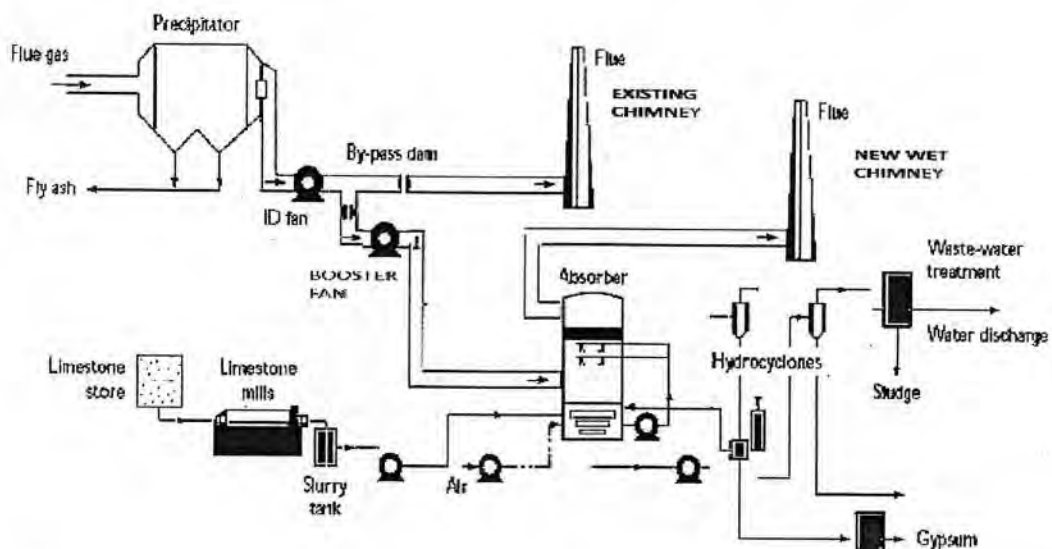 Precipitator
Flue gas
Flue
EXISTING
CHIMNEY
Flue
NEW WET
CHIMNEY
By-pass dam
Fly ash
ID fan
BOOSTER
FAN
Absorber
Waste-water
treatment
Water discharge
Hydrocyclones
Sludge
Limestone
store
Limestone
mills
Slurry
tank
Air
Gypsum